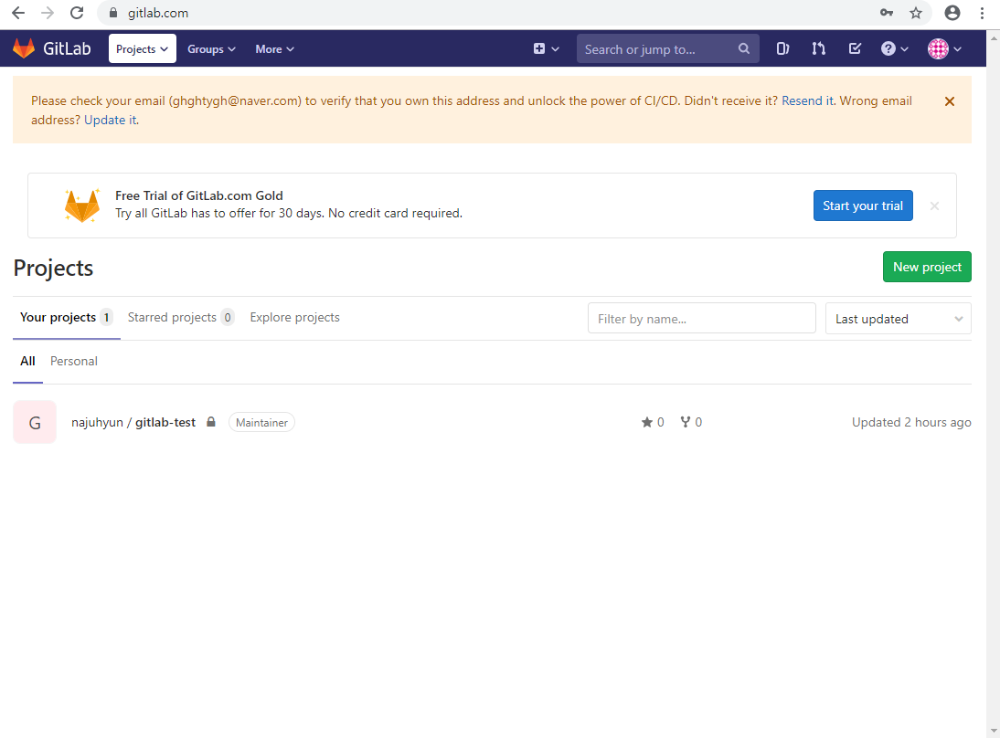 gitlab.com
GitLab Projects Groups More Search or jump to...
Please check your email (ghghtygh@naver.com) to verify that you own this address and unlock the power of CI/CD. Didn't receive it? Resend it. Wrong email
address? Update it.
Free Trial of GitLab.com Gold
Try all GitLab has to offer for 30 days. No credit card required.
Start your trial
Projects
New project
Your projects 1 Starred projects 0 Explore projects Filter by name... Last updated
All Personal
G najuhyun / gitlab-test Maintainer 0 0 Updated 2 hours ago